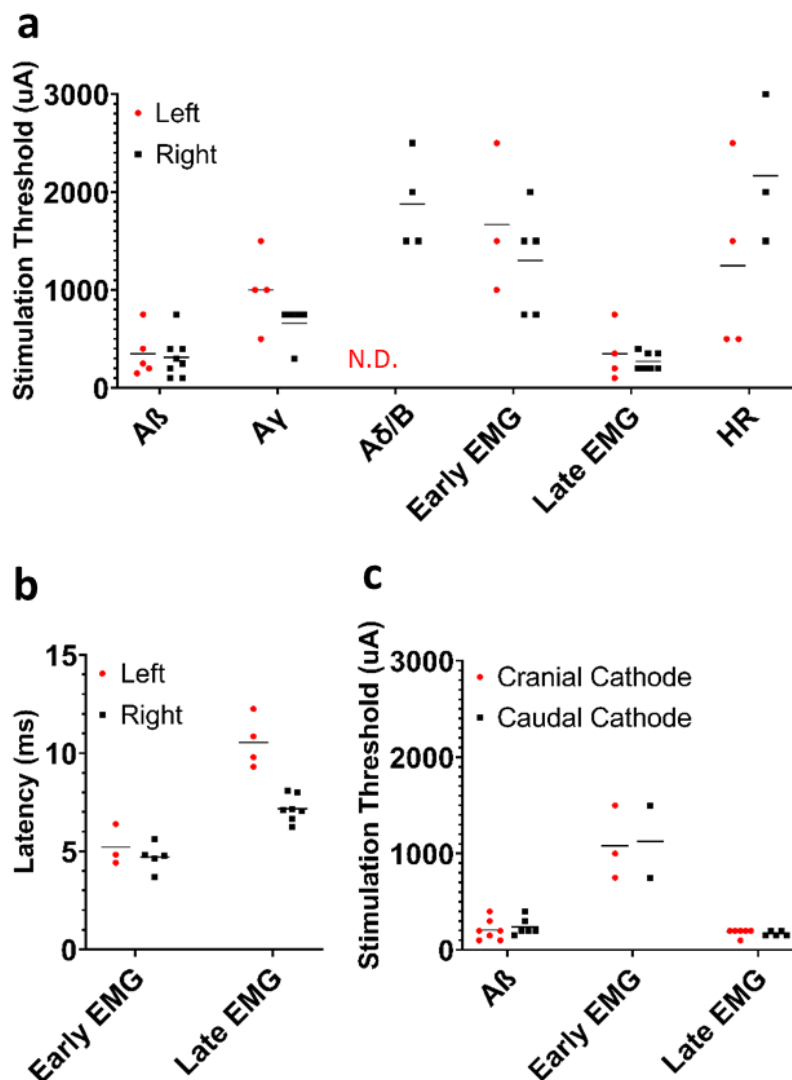 a
Stimulation Threshold (uA)
3000
2000
1000
0
Left
Right
N.D.
Aß
Aγ
Aδ/B
Early EMG
Late EMG
HR
b
Latency (ms)
15
10
5
0
Left
Right
Early EMG
Late EMG
c
Stimulation Threshold (uA)
3000
2000
1000
0
Cranial Cathode
Caudal Cathode
Aß
Early EMG
Late EMG